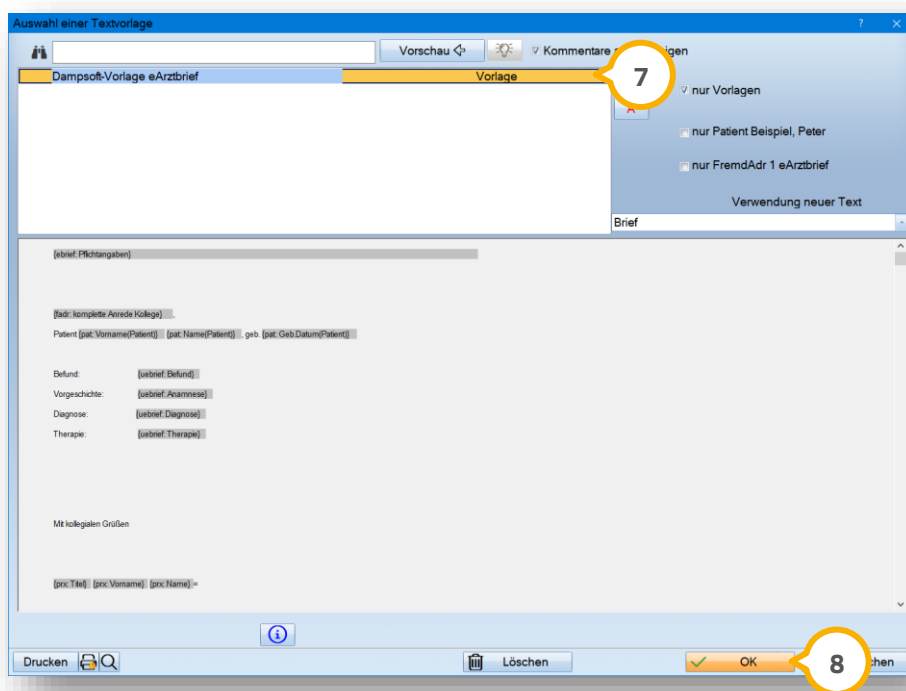 Auswahl einer Textvorlage ? ×
Vorschau Kommentare igen
7
Dampsoft-Vorlage eArztbrief Vorlage
nur Vorlagen
nur Patient Beispiel, Peter
nur FremdAdr 1 eArztbrief
Verwendung neuer Text
Brief
{ebrief: Pflichtangaben}
{fadr: komplette Anrede Kollege} ,
Patient {pat: Vorname(Patient)} {pat: Name(Patient)} , geb. {pat: Geb.Datum(Patient)}
Befund: {uebrief: Befund}
Vorgeschichte: {uebrief: Anamnese}
Diagnose: {uebrief: Diagnose}
Therapie: {uebrief: Therapie}
Mit kollegialen Grüßen
{prx: Titel} {prx: Vorname} {prx: Name} =
Drucken Löschen OK 8 chen